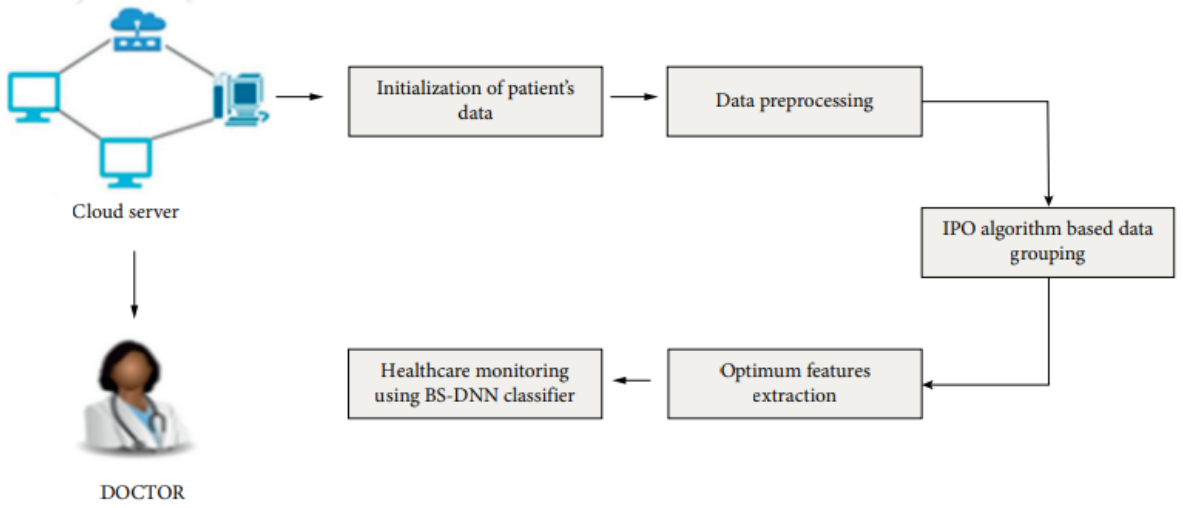 Cloud server
DOCTOR
Initialization of patient's
data
Data preprocessing
IPO algorithm based data
grouping
Optimum features
extraction
Healthcare monitoring
using BS-DNN classifier